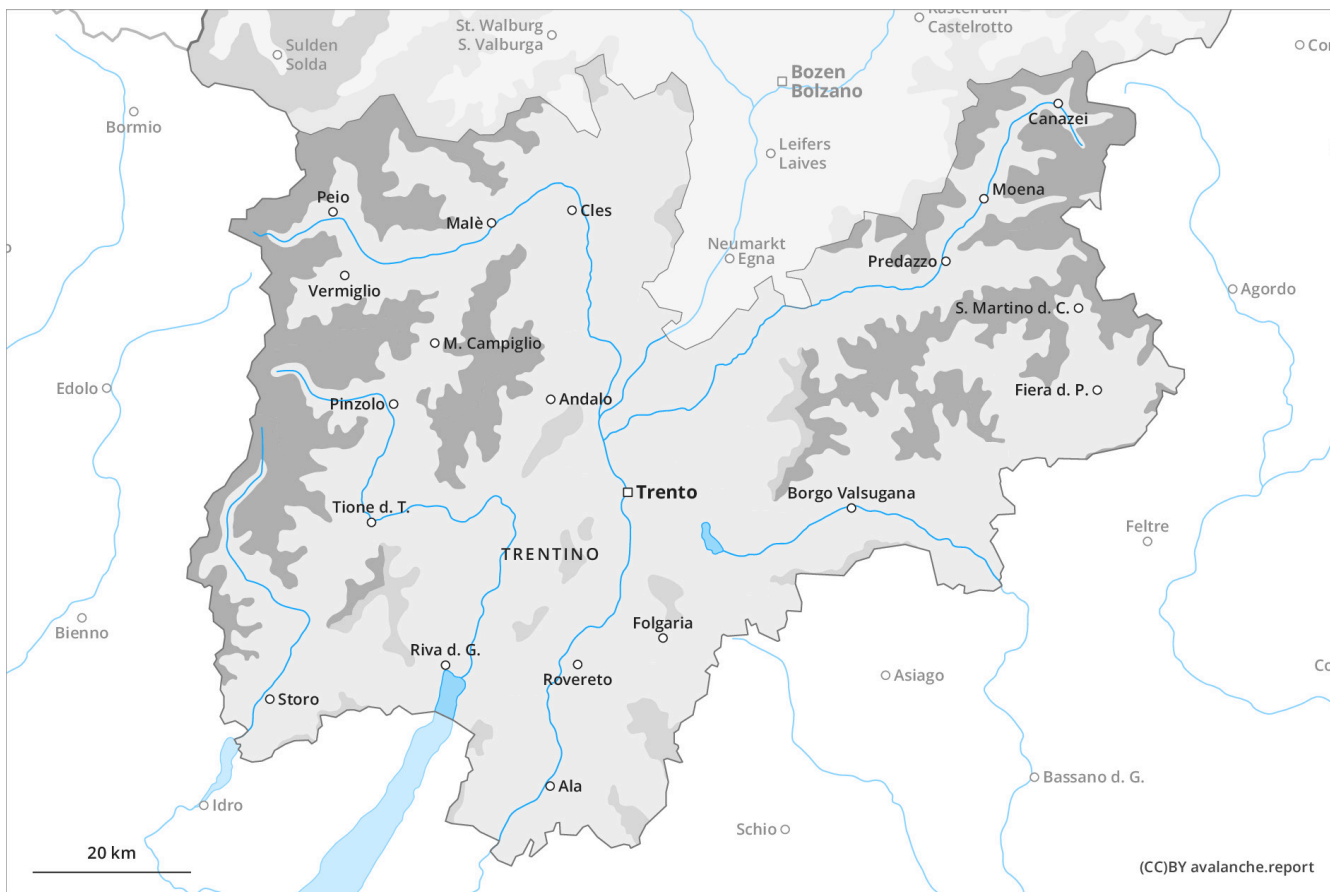 Sulden
Solda
St. Walburg
S. Valburga
Kastelruth
Castelrotto
Bormio
Bozen
Bolzano
Leifers
Laives
Canazei
Moena
Peio
Malè
Cles
Neumarkt
Egna
Predazzo
Vermiglio
S. Martino d. C.
Agordo
M. Campiglio
Edolo
Pinzolo
Andalo
Fiera d. P.
Trento
Borgo Valsugana
Tione d. T.
Feltre
TRENTINO
Bienno
Folgaria
Riva d. G.
Rovereto
Asiago
Storo
Ala
Bassano d. G.
Idro
Schio
20 km
(CC)BY avalanche.report